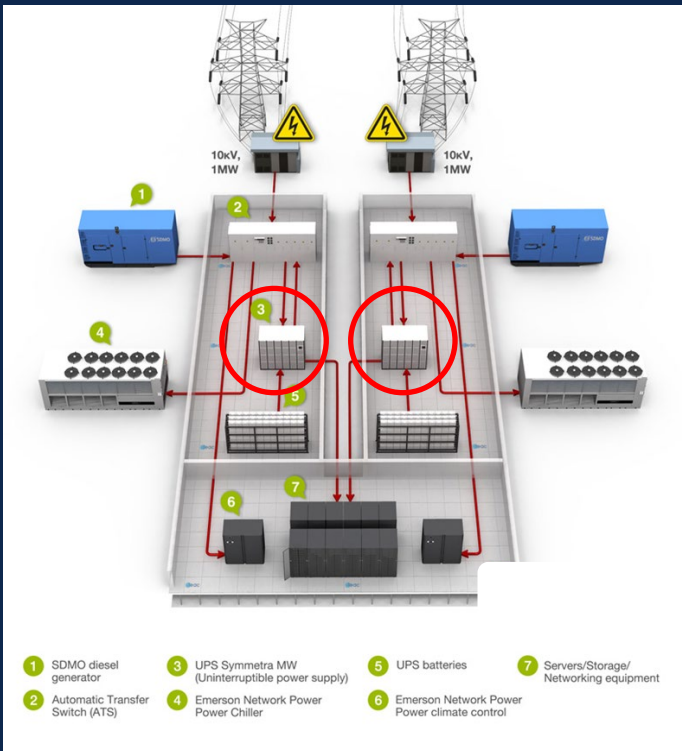 10кV,
1MW
10кV,
1MW
1
SDMO
SDMO
2
3
4
5
6
7
1 SDMO diesel
generator
2 Automatic Transfer
Switch (ATS)
3 UPS Symmetra MW
(Uninterruptible power supply)
4 Emerson Network Power
Power Chiller
5 UPS batteries
6 Emerson Network Power
Power climate control
7 Servers/Storage/
Networking equipment